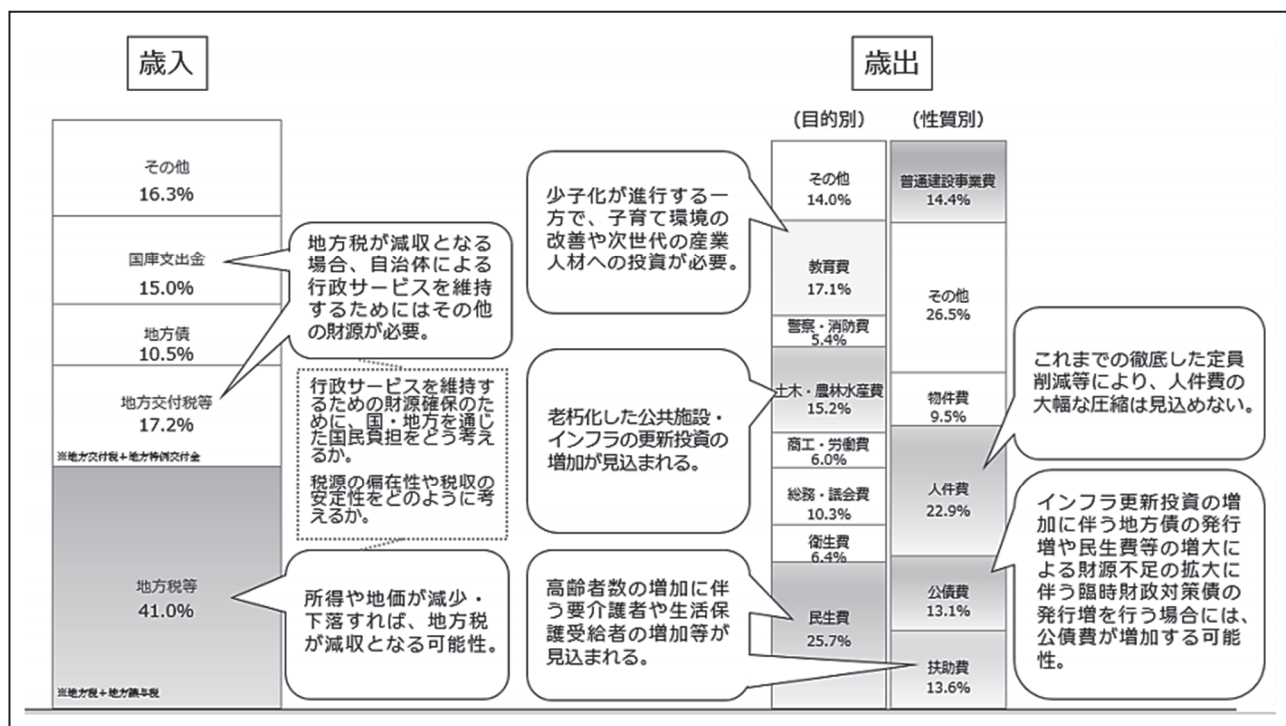 歳入
その他
16.3%
国庫支出金
15.0%
地方債
10.5%
地方交付税等
17.2%
※地方交付税+地方特例交付金
地方税等
41.0%
※地方税+地方譲与税
地方税が減収となる
場合、自治体による
行政サービスを維持
するためにはその他
の財源が必要。
行政サービスを維持す
るための財源確保のた
めに、国・地方を通じ
た国民負担をどう考え
るか。
税源の偏在性や税収の
安定性をどのように考
えるか。
所得や地価が減少・
下落すれば、地方税
が減収となる可能性。
歳出
(目的別)
その他
14.0%
教育費
17.1%
警察・消防費
5.4%
土木・農林水産費
15.2%
商工・労働費
6.0%
総務・議会費
10.3%
衛生費
6.4%
民生費
25.7%
(性質別)
普通建設事業費
14.4%
その他
26.5%
物件費
9.5%
人件費
22.9%
公債費
13.1%
扶助費
13.6%
少子化が進行する一
方で、子育て環境の
改善や次世代の産業
人材への投資が必要。
老朽化した公共施設・
インフラの更新投資の
増加が見込まれる。
高齢者数の増加に伴
う要介護者や生活保
護受給者の増加等が
見込まれる。
これまでの徹底した定員
削減等により、人件費の
大幅な圧縮は見込めない。
インフラ更新投資の増
加に伴う地方債の発行
増や民生費等の増大に
よる財源不足の拡大に
伴う臨時財政対策債の
発行増を行う場合には、
公債費が増加する可能
性。